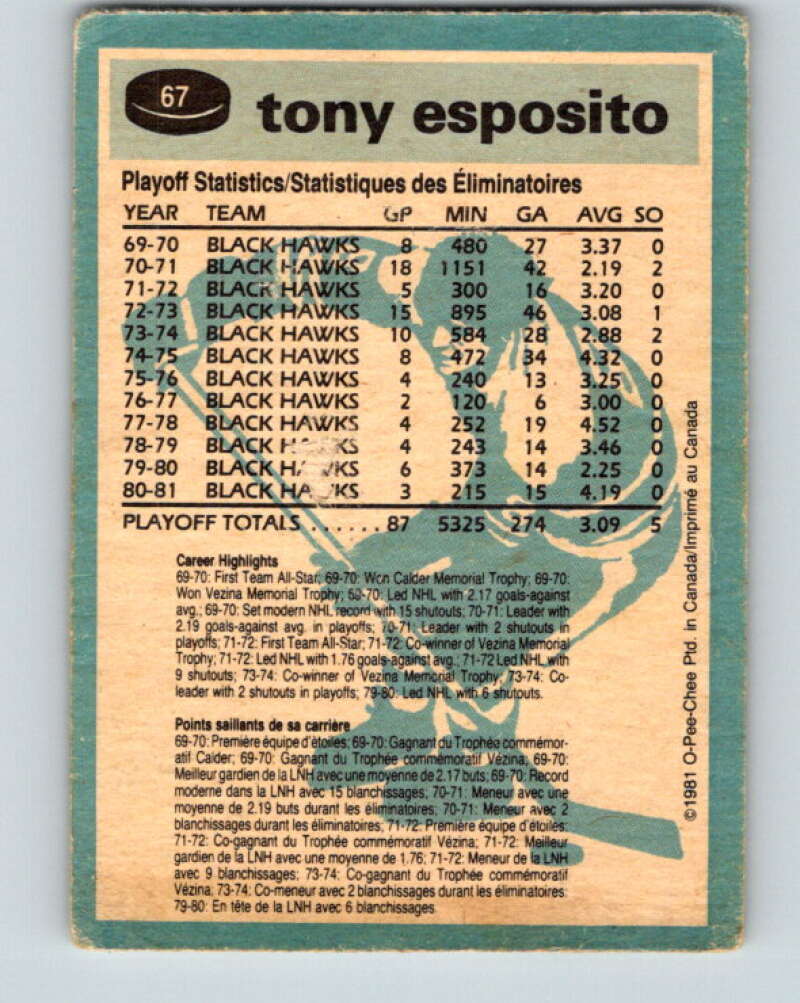 67
tony esposito
Playoff Statistics/Statistiques des Éliminatoires
YEAR TEAM GP MIN GA AVG SO
69-70 BLACK HAWKS 8 480 27 3.37 0
70-71 BLACK HAWKS 18 1151 42 2.19 2
71-72 BLACK HAWKS 5 300 16 3.20 0
72-73 BLACK HAWKS 15 895 46 3.08 1
73-74 BLACK HAWKS 10 584 28 2.88 2
74-75 BLACK HAWKS 8 472 34 4.32 0
75-76 BLACK HAWKS 4 240 13 3.25 0
76-77 BLACK HAWKS 2 120 6 3.00 0
77-78 BLACK HAWKS 4 252 19 4.52 0
78-79 BLACK HAWKS 4 243 14 3.46 0
79-80 BLACK HAWKS 6 373 14 2.25 0
80-81 BLACK HAWKS 3 215 15 4.19 0
PLAYOFF TOTALS ...... 87 5325 274 3.09 5
Career Highlights
69-70: First Team All-Star; 69-70: Won Calder Memorial Trophy; 69-70:
Won Vezina Memorial Trophy; 69-70: Led NHL with 2.17 goals-against
avg.; 69-70: Set modern NHL record with 15 shutouts; 70-71: Leader with
2.19 goals-against avg. in playoffs; 70-71: Leader with 2 shutouts in
playoffs; 71-72: First Team All-Star; 71-72: Co-winner of Vezina Memorial
Trophy; 71-72: Led NHL with 1.76 goals-against avg.; 71-72 Led NHL with
9 shutouts; 73-74: Co-winner of Vezina Memorial Trophy; 73-74: Co-
leader with 2 shutouts in playoffs; 79-80: Led NHL with 6 shutouts.
Points saillants de sa carrière
69-70: Première équipe d'étoiles; 69-70: Gagnant du Trophée commémor-
atif Calder; 69-70: Gagnant du Trophée commémoratif Vézina; 69-70:
Meilleur gardien de la LNH avec une moyenne de 2.17 buts; 69-70: Record
moderne dans la LNH avec 15 blanchissages; 70-71: Meneur avec une
moyenne de 2.19 buts durant les éliminatoires; 70-71: Meneur avec 2
blanchissages durant les éliminatoires; 71-72: Première équipe d'étoiles;
71-72: Co-gagnant du Trophée commémoratif Vézina; 71-72: Meilleur
gardien de la LNH avec une moyenne de 1.76; 71-72: Meneur de la LNH
avec 9 blanchissages; 73-74: Co-gagnant du Trophée commémoratif
Vézina; 73-74: Co-meneur avec 2 blanchissages durant les éliminatoires;
79-80: En tête de la LNH avec 6 blanchissages.
©1981 O-Pee-Chee Ptd. in Canada/Imprimé au Canada